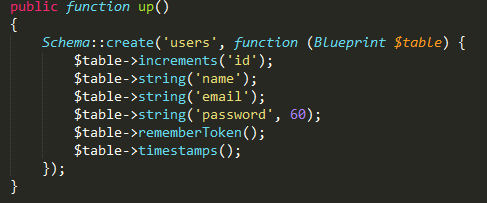 public function up()
{
    Schema::create('users', function (Blueprint $table) {
        $table->increments('id');
        $table->string('name');
        $table->string('email');
        $table->string('password', 60);
        $table->rememberToken();
        $table->timestamps();
    });
}